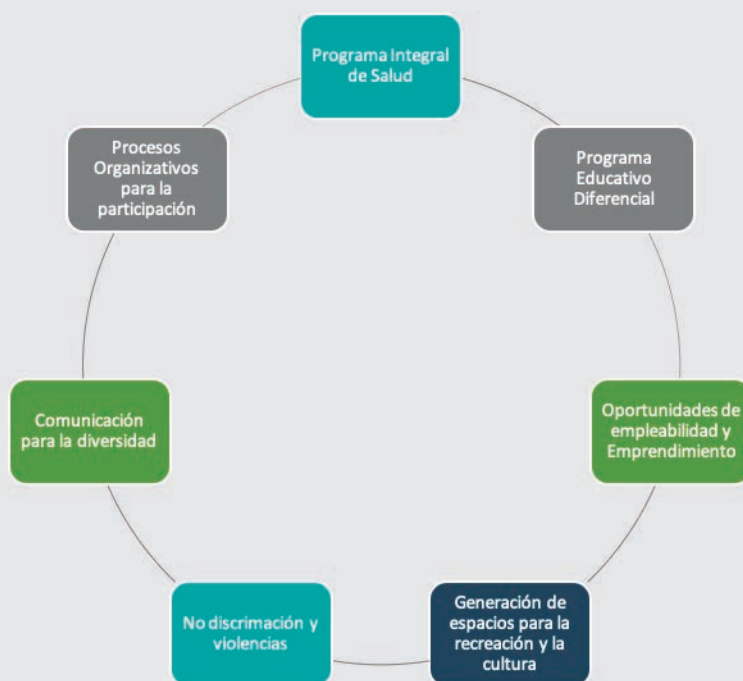 Programa Integral
de Salud
Programa
Educativo
Diferencial
Oportunidades de
empleabilidad y
Emprendimiento
Generación de
espacios para la
recreación y la
cultura
No discrimación y
violencias
Comunicación
para la diversidad
Procesos
Organizativos
para la
participación